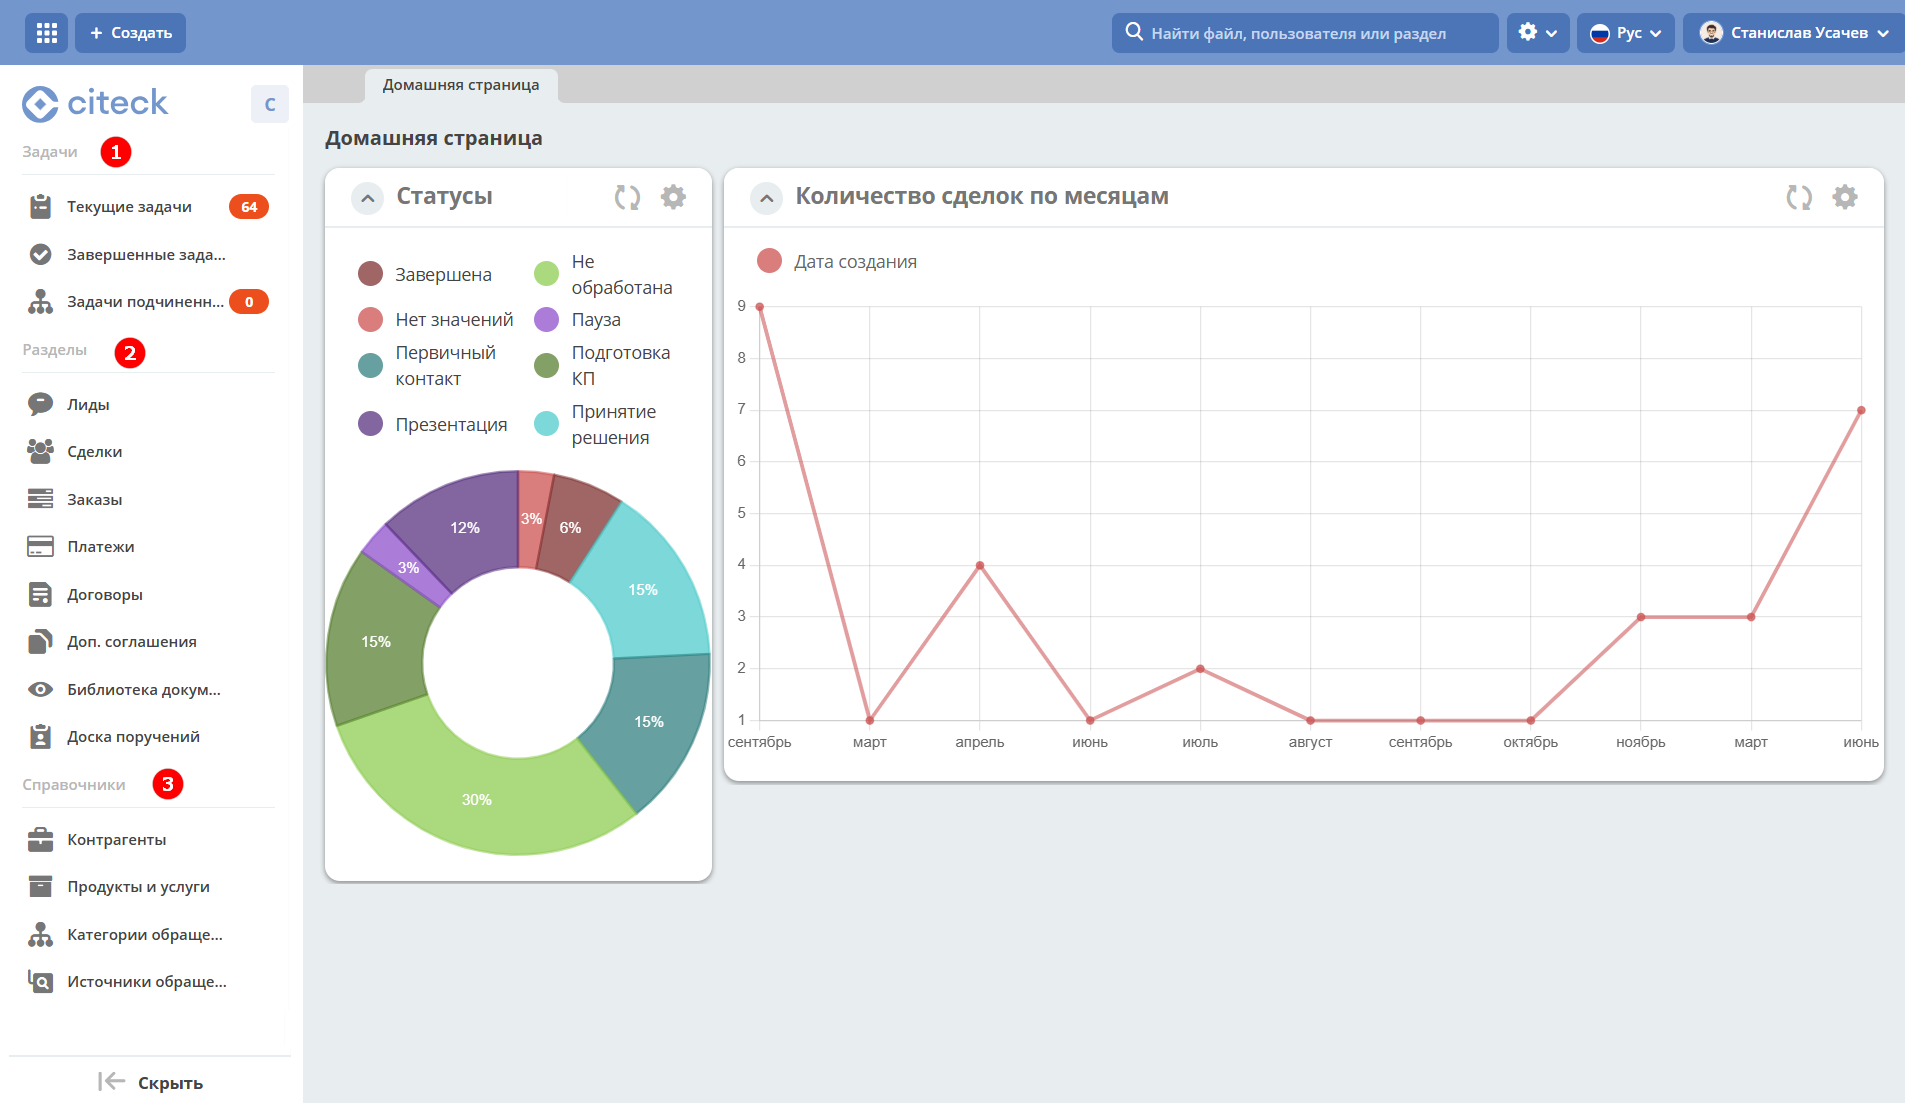 + Создать
Найти файл, пользователя или раздел
Рус
Станислав Усачев
citeck
C
Задачи 1
Текущие задачи 64
Завершенные зада...
Задачи подчиненн... 0
Разделы 2
Лиды
Сделки
Заказы
Платежи
Договоры
Доп. соглашения
Библиотека докум...
Доска поручений
Справочники 3
Контрагенты
Продукты и услуги
Категории обраще...
Источники обраще...
Скрыть
Домашняя страница
Домашняя страница
Статусы
Завершена
Не
обработана
Нет значений
Пауза
Первичный
контакт
Подготовка
КП
Презентация
Принятие
решения
3%
6%
12%
3%
15%
15%
15%
30%
Количество сделок по месяцам
Дата создания
9
8
7
6
5
4
3
2
1
сентябрь март апрель июнь июль август сентябрь октябрь ноябрь март июнь